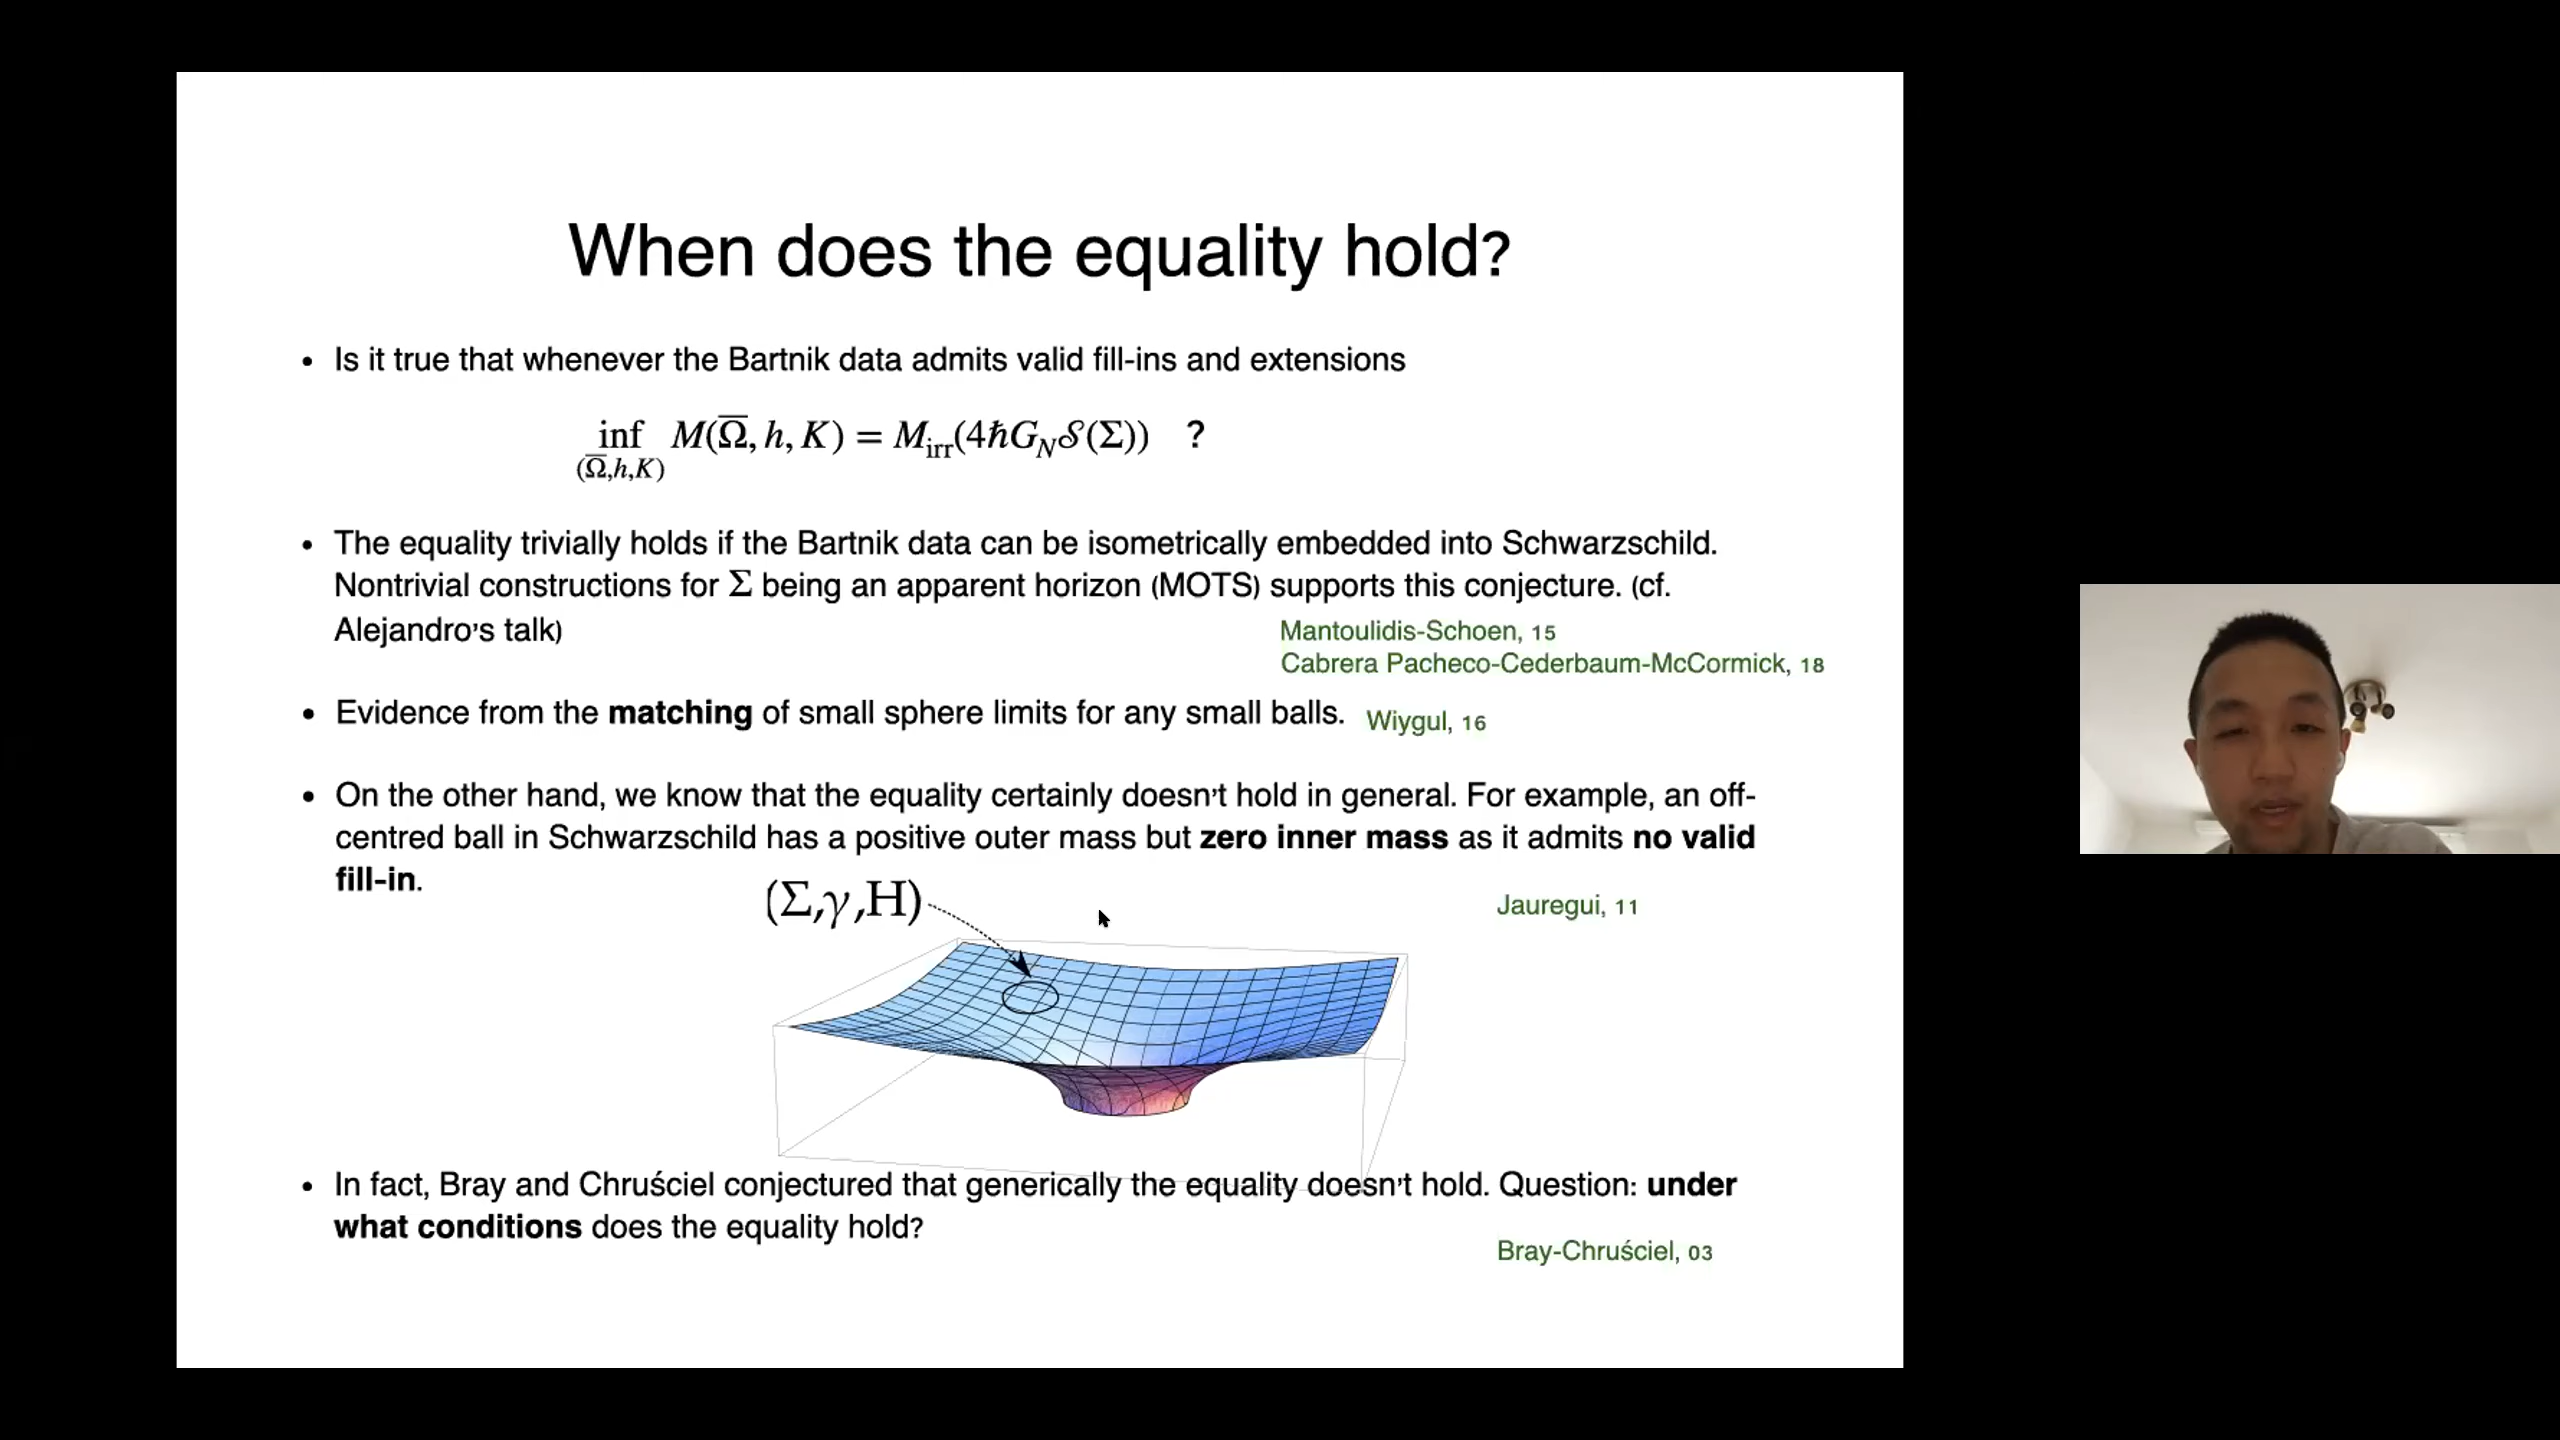 When does the equality hold?
• Is it true that whenever the Bartnik data admits valid fill-ins and extensions
inf M(Ω̅, h, K) = M_irr(4ℏG_N𝒮(Σ)) ?
(Ω̅,h,K)
• The equality trivially holds if the Bartnik data can be isometrically embedded into Schwarzschild.
Nontrivial constructions for Σ being an apparent horizon (MOTS) supports this conjecture. (cf.
Alejandro's talk)
Mantoulidis-Schoen, 15
Cabrera Pacheco-Cederbaum-McCormick, 18
• Evidence from the matching of small sphere limits for any small balls. Wiygul, 16
• On the other hand, we know that the equality certainly doesn't hold in general. For example, an off-
centred ball in Schwarzschild has a positive outer mass but zero inner mass as it admits no valid
fill-in.
(Σ,γ,H)
Jauregui, 11
• In fact, Bray and Chruściel conjectured that generically the equality doesn't hold. Question: under
what conditions does the equality hold?
Bray-Chruściel, 03